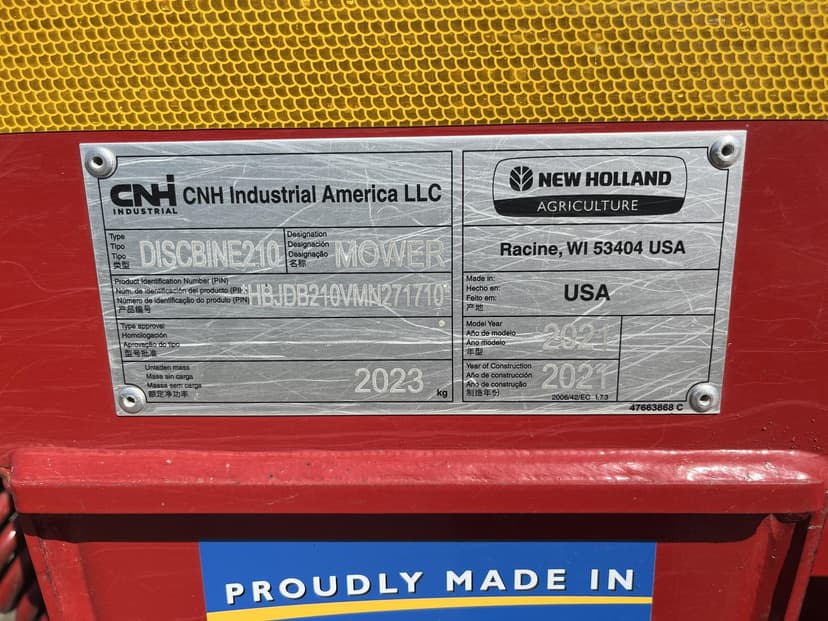 CNH
INDUSTRIAL
CNH Industrial America LLC
Type
Tipo
Tipo
类型
DISCBINE210
Designation
Designación
Designação
名称
MOWER
Product Identification Number (PIN)
Núm. de identificación del producto (PIN)
Número de identificação do produto (PIN)
产品编号
HBJDB210VMN271710
Type approval
Homologación
Aprovação do tipo
型号批准
Unladen mass
Masa sin carga
Massa sem carga
额定净功率
2023
kg
NEW HOLLAND
AGRICULTURE
Racine, WI 53404 USA
Made in:
Hecho en:
Feito em:
产地
USA
Model Year
Año de modelo
Ano modelo
年型
2021
Year of Construction
Año de construcción
Ano de construção
制造年份
2021
2006/42/EC 1.7.3
47663868 C
PROUDLY MADE IN